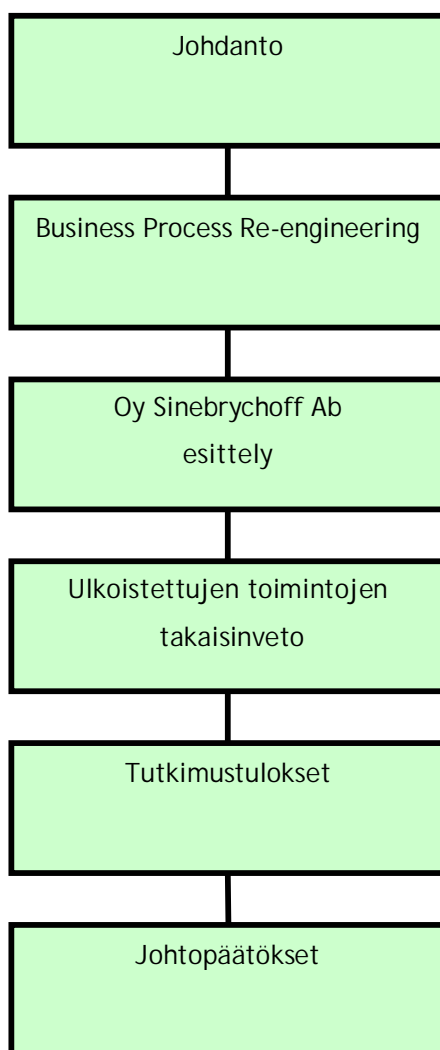 Johdanto
Business Process Re-engineering
Oy Sinebrychoff Ab
esittely
Ulkoistettujen toimintojen
takaisinveto
Tutkimustulokset
Johtopäätökset